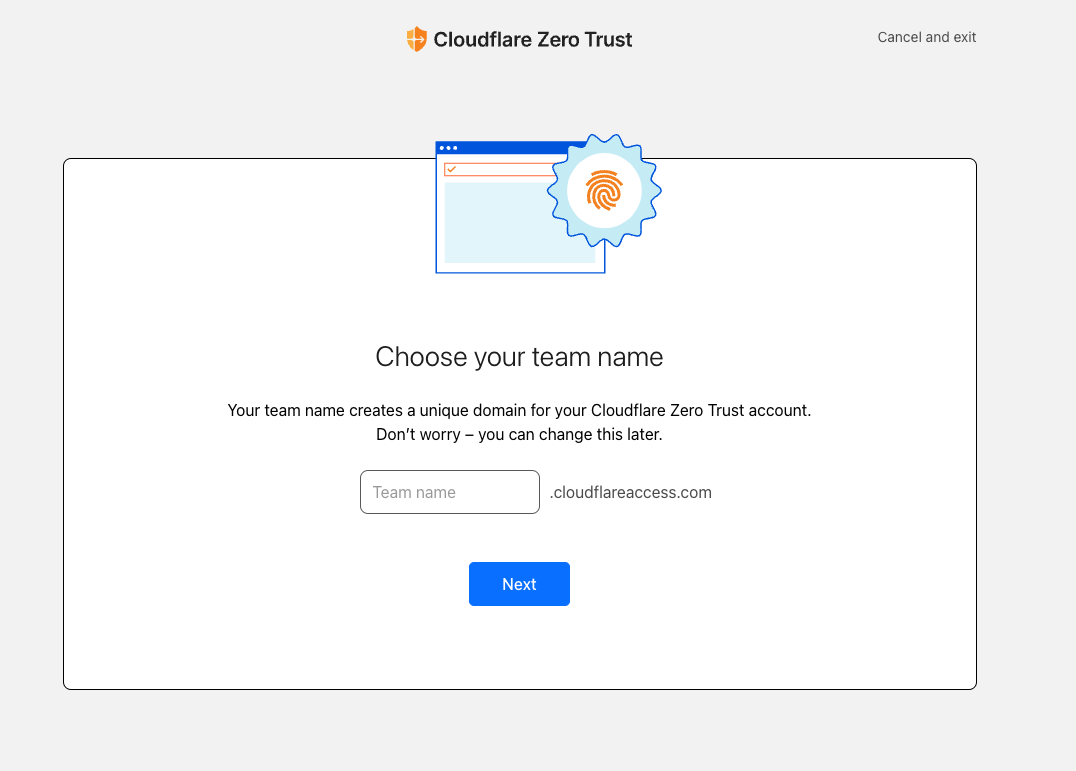 Cloudflare Zero Trust
Cancel and exit
Choose your team name
Your team name creates a unique domain for your Cloudflare Zero Trust account.
Don’t worry – you can change this later.
Team name .cloudflareaccess.com
Next